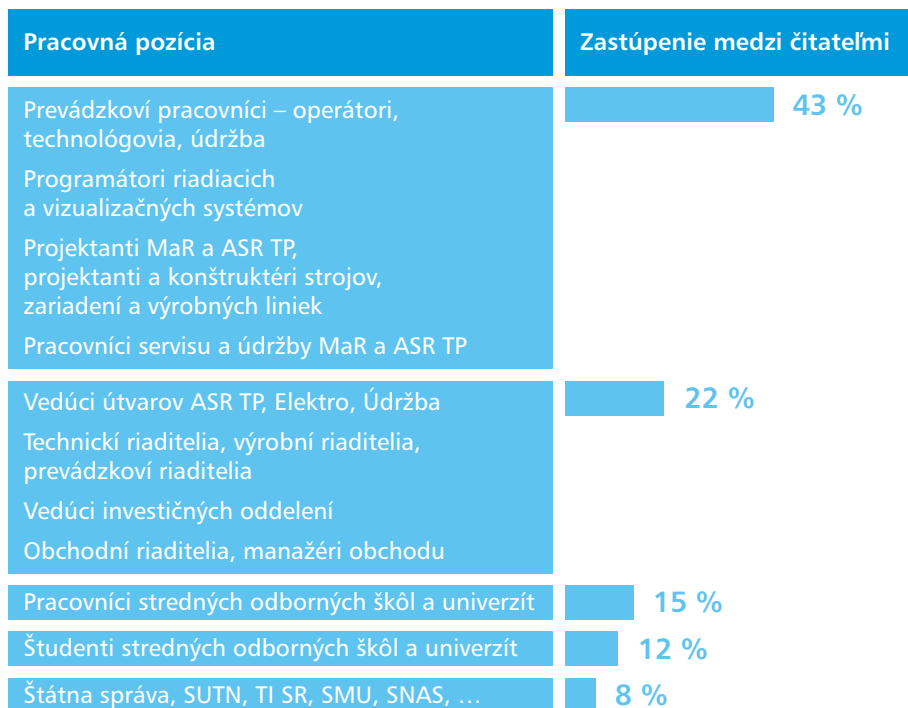 Pracovná pozícia
Zastúpenie medzi čitateľmi
Prevádzkoví pracovníci – operátori,
technológovia, údržba
43 %
Programátori riadiacich
a vizualizačných systémov
Projektanti MaR a ASR TP,
projektanti a konštruktéri strojov,
zariadení a výrobných liniek
Pracovníci servisu a údržby MaR a ASR TP
Vedúci útvarov ASR TP, Elektro, Údržba
22 %
Technickí riaditelia, výrobní riaditelia,
prevádzkoví riaditelia
Vedúci investičných oddelení
Obchodní riaditelia, manažéri obchodu
Pracovníci stredných odborných škôl a univerzít
15 %
Študenti stredných odborných škôl a univerzít
12 %
Štátna správa, SUTN, TI SR, SMU, SNAS, …
8 %